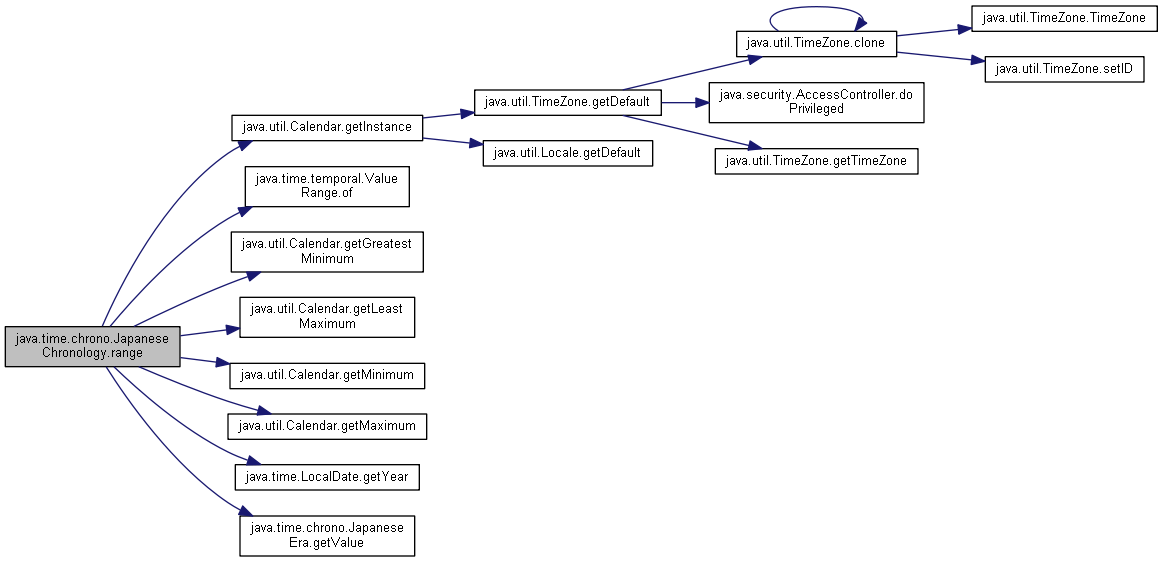 java.util.TimeZone.TimeZone
java.util.TimeZone.clone
java.util.TimeZone.setID
java.util.TimeZone.getDefault
java.security.AccessController.do
Privileged
java.util.Calendar.getInstance
java.util.Locale.getDefault
java.util.TimeZone.getTimeZone
java.time.temporal.Value
Range.of
java.util.Calendar.getGreatest
Minimum
java.util.Calendar.getLeast
Maximum
java.time.chrono.Japanese
Chronology.range
java.util.Calendar.getMinimum
java.util.Calendar.getMaximum
java.time.LocalDate.getYear
java.time.chrono.Japanese
Era.getValue